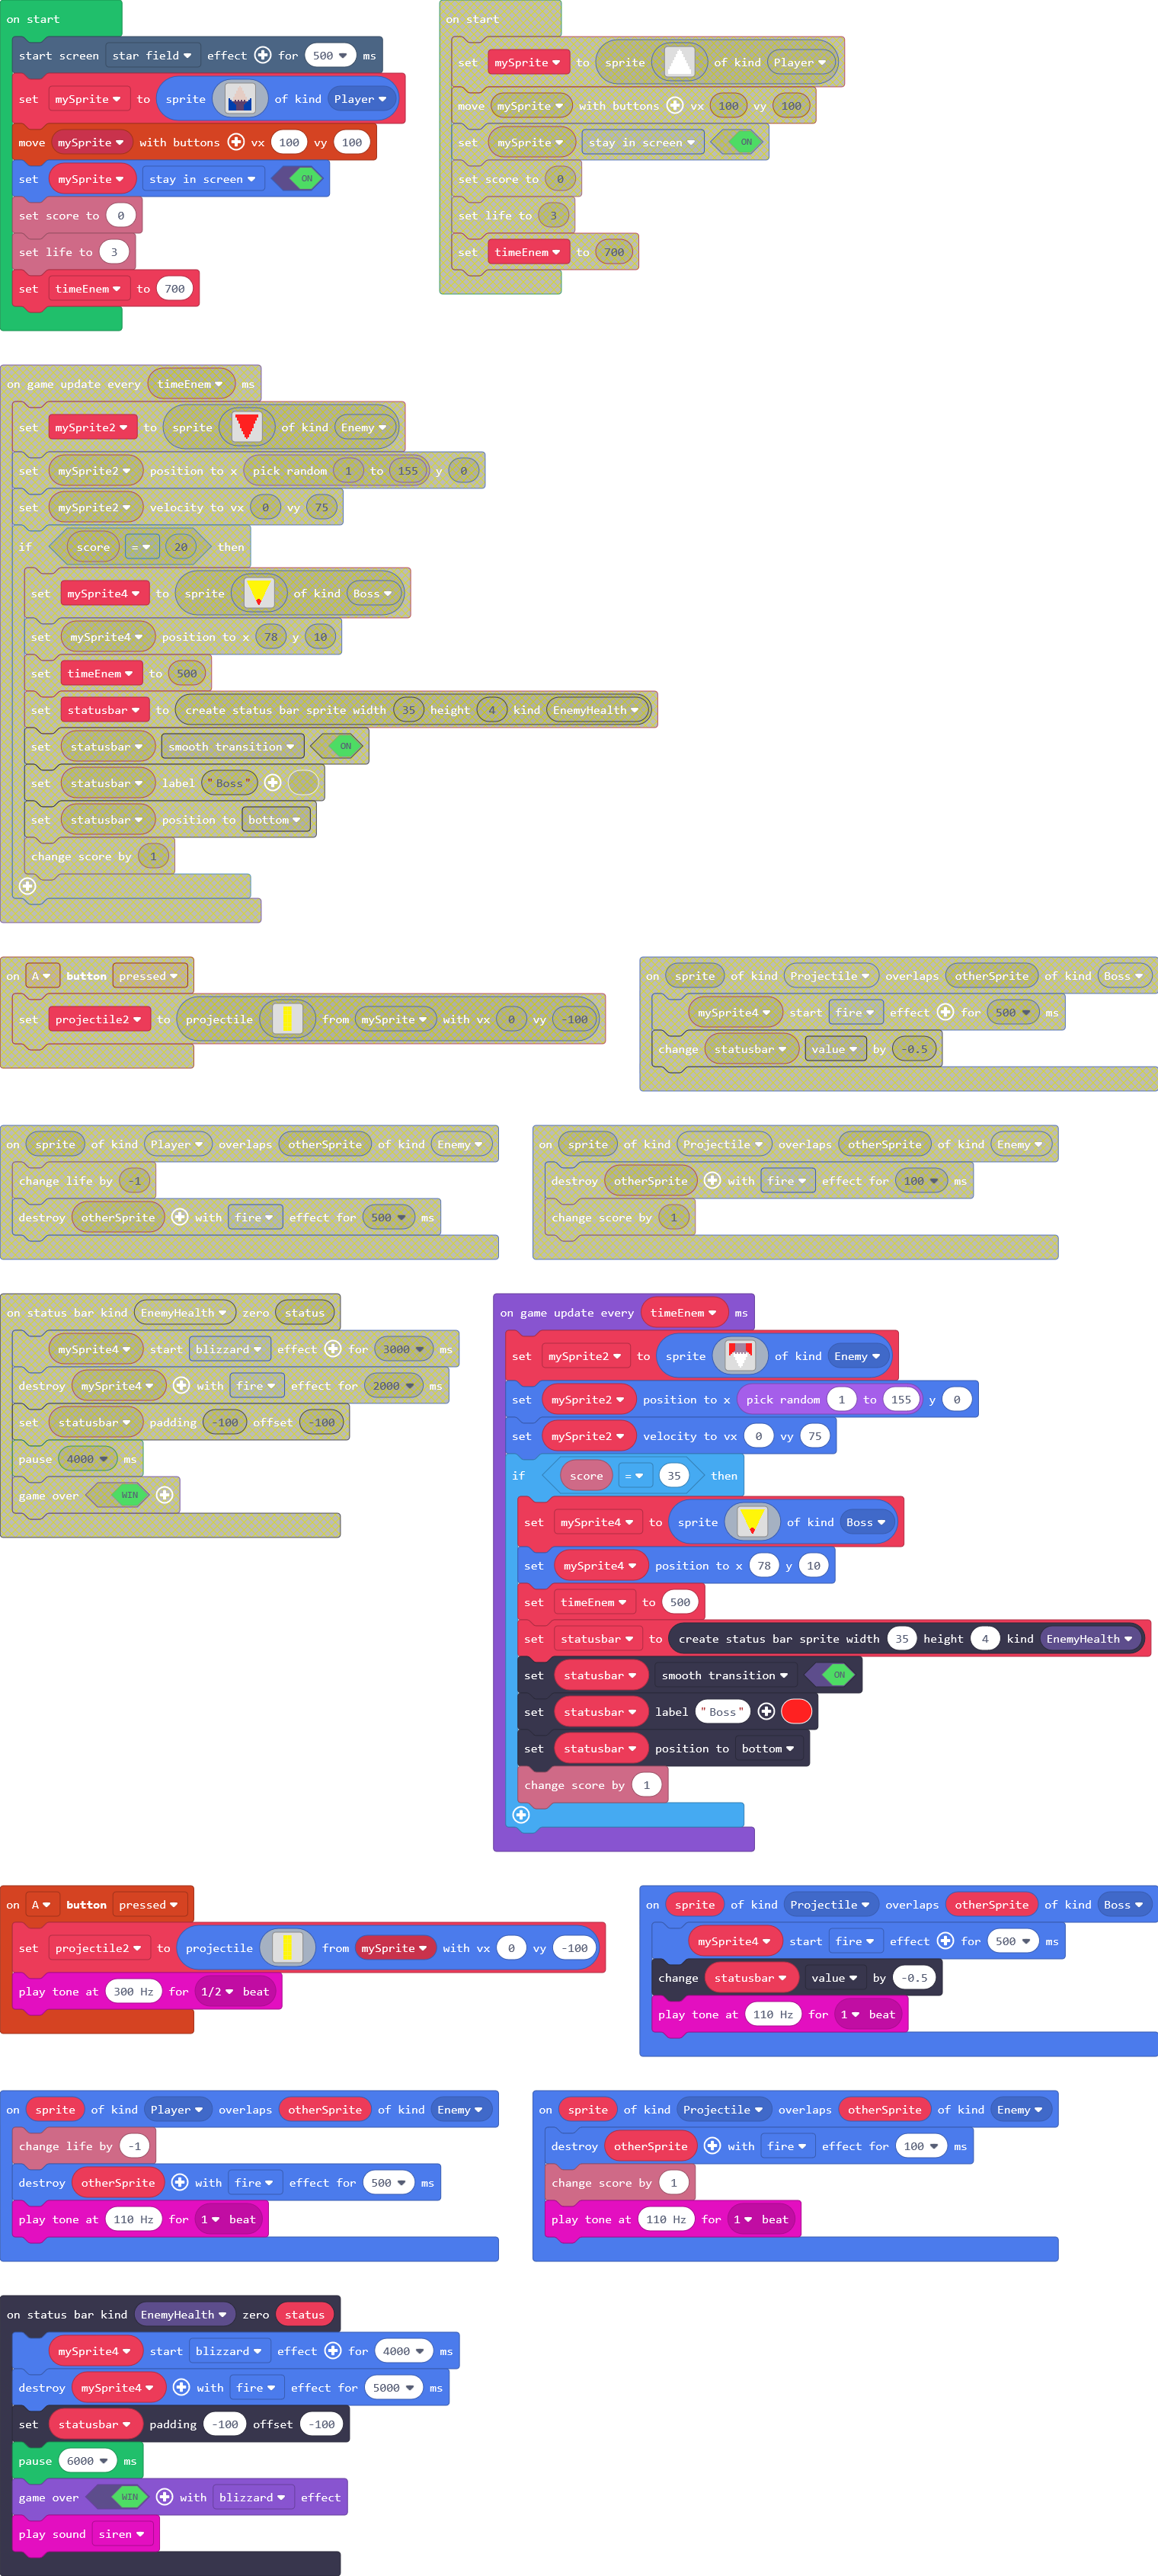 on start
start screen star field effect for 500 ms
set mySprite to sprite of kind Player
move mySprite with buttons vx 100 vy 100
set mySprite stay in screen ON
set score to 0
set life to 3
set timeEnem to 700
on start
set mySprite to sprite of kind Player
move mySprite with buttons vx 100 vy 100
set mySprite stay in screen ON
set score to 0
set life to 3
set timeEnem to 700
on game update every timeEnem ms
set mySprite2 to sprite of kind Enemy
set mySprite2 position to x pick random 1 to 155 y 0
set mySprite2 velocity to vx 0 vy 75
if score = 20 then
set mySprite4 to sprite of kind Boss
set mySprite4 position to x 78 y 10
set timeEnem to 500
set statusbar to create status bar sprite width 35 height 4 kind EnemyHealth
set statusbar smooth transition ON
set statusbar label "Boss"
set statusbar position to bottom
change score by 1
on A button pressed
set projectile2 to projectile from mySprite with vx 0 vy -100
on sprite of kind Projectile overlaps otherSprite of kind Boss
mySprite4 start fire effect for 500 ms
change statusbar value by -0.5
on sprite of kind Player overlaps otherSprite of kind Enemy
change life by -1
destroy otherSprite with fire effect for 500 ms
on sprite of kind Projectile overlaps otherSprite of kind Enemy
destroy otherSprite with fire effect for 100 ms
change score by 1
on status bar kind EnemyHealth zero status
mySprite4 start blizzard effect for 3000 ms
destroy mySprite4 with fire effect for 2000 ms
set statusbar padding -100 offset -100
pause 4000 ms
game over WIN
on game update every timeEnem ms
set mySprite2 to sprite of kind Enemy
set mySprite2 position to x pick random 1 to 155 y 0
set mySprite2 velocity to vx 0 vy 75
if score = 35 then
set mySprite4 to sprite of kind Boss
set mySprite4 position to x 78 y 10
set timeEnem to 500
set statusbar to create status bar sprite width 35 height 4 kind EnemyHealth
set statusbar smooth transition ON
set statusbar label "Boss"
set statusbar position to bottom
change score by 1
on A button pressed
set projectile2 to projectile from mySprite with vx 0 vy -100
play tone at 300 Hz for 1/2 beat
on sprite of kind Projectile overlaps otherSprite of kind Boss
mySprite4 start fire effect for 500 ms
change statusbar value by -0.5
play tone at 110 Hz for 1 beat
on sprite of kind Player overlaps otherSprite of kind Enemy
change life by -1
destroy otherSprite with fire effect for 500 ms
play tone at 110 Hz for 1 beat
on sprite of kind Projectile overlaps otherSprite of kind Enemy
destroy otherSprite with fire effect for 100 ms
change score by 1
play tone at 110 Hz for 1 beat
on status bar kind EnemyHealth zero status
mySprite4 start blizzard effect for 4000 ms
destroy mySprite4 with fire effect for 5000 ms
set statusbar padding -100 offset -100
pause 6000 ms
game over WIN with blizzard effect
play sound siren